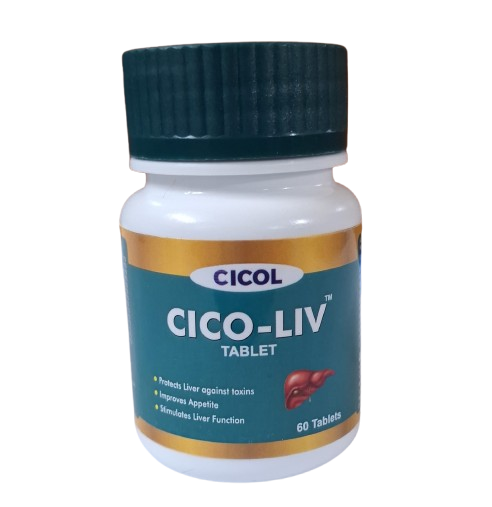 CICOL
CICO-LIV™
TABLET
• Protects Liver against toxins
• Improves Appetite
• Stimulates Liver Function
60 Tablets